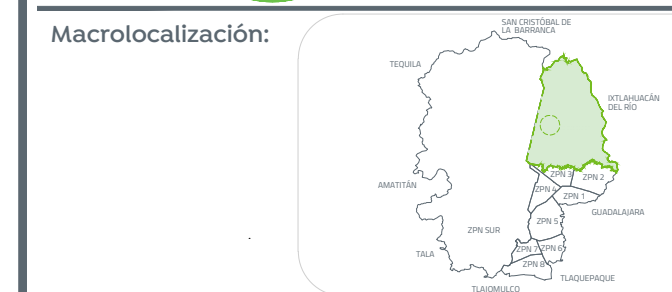 Macrolocalización:
SAN CRISTÓBAL DE
LA BARRANCA
TEQUILA
IXTLAHUACÁN
DEL RÍO
ZPN 3
ZPN 2
AMATITÁN
ZPN 4
ZPN 1
GUADALAJARA
ZPN 5
ZPN SUR
ZPN 7
ZPN 6
TALA
ZPN 8
TLAQUEPAQUE
TLAJOMULCO